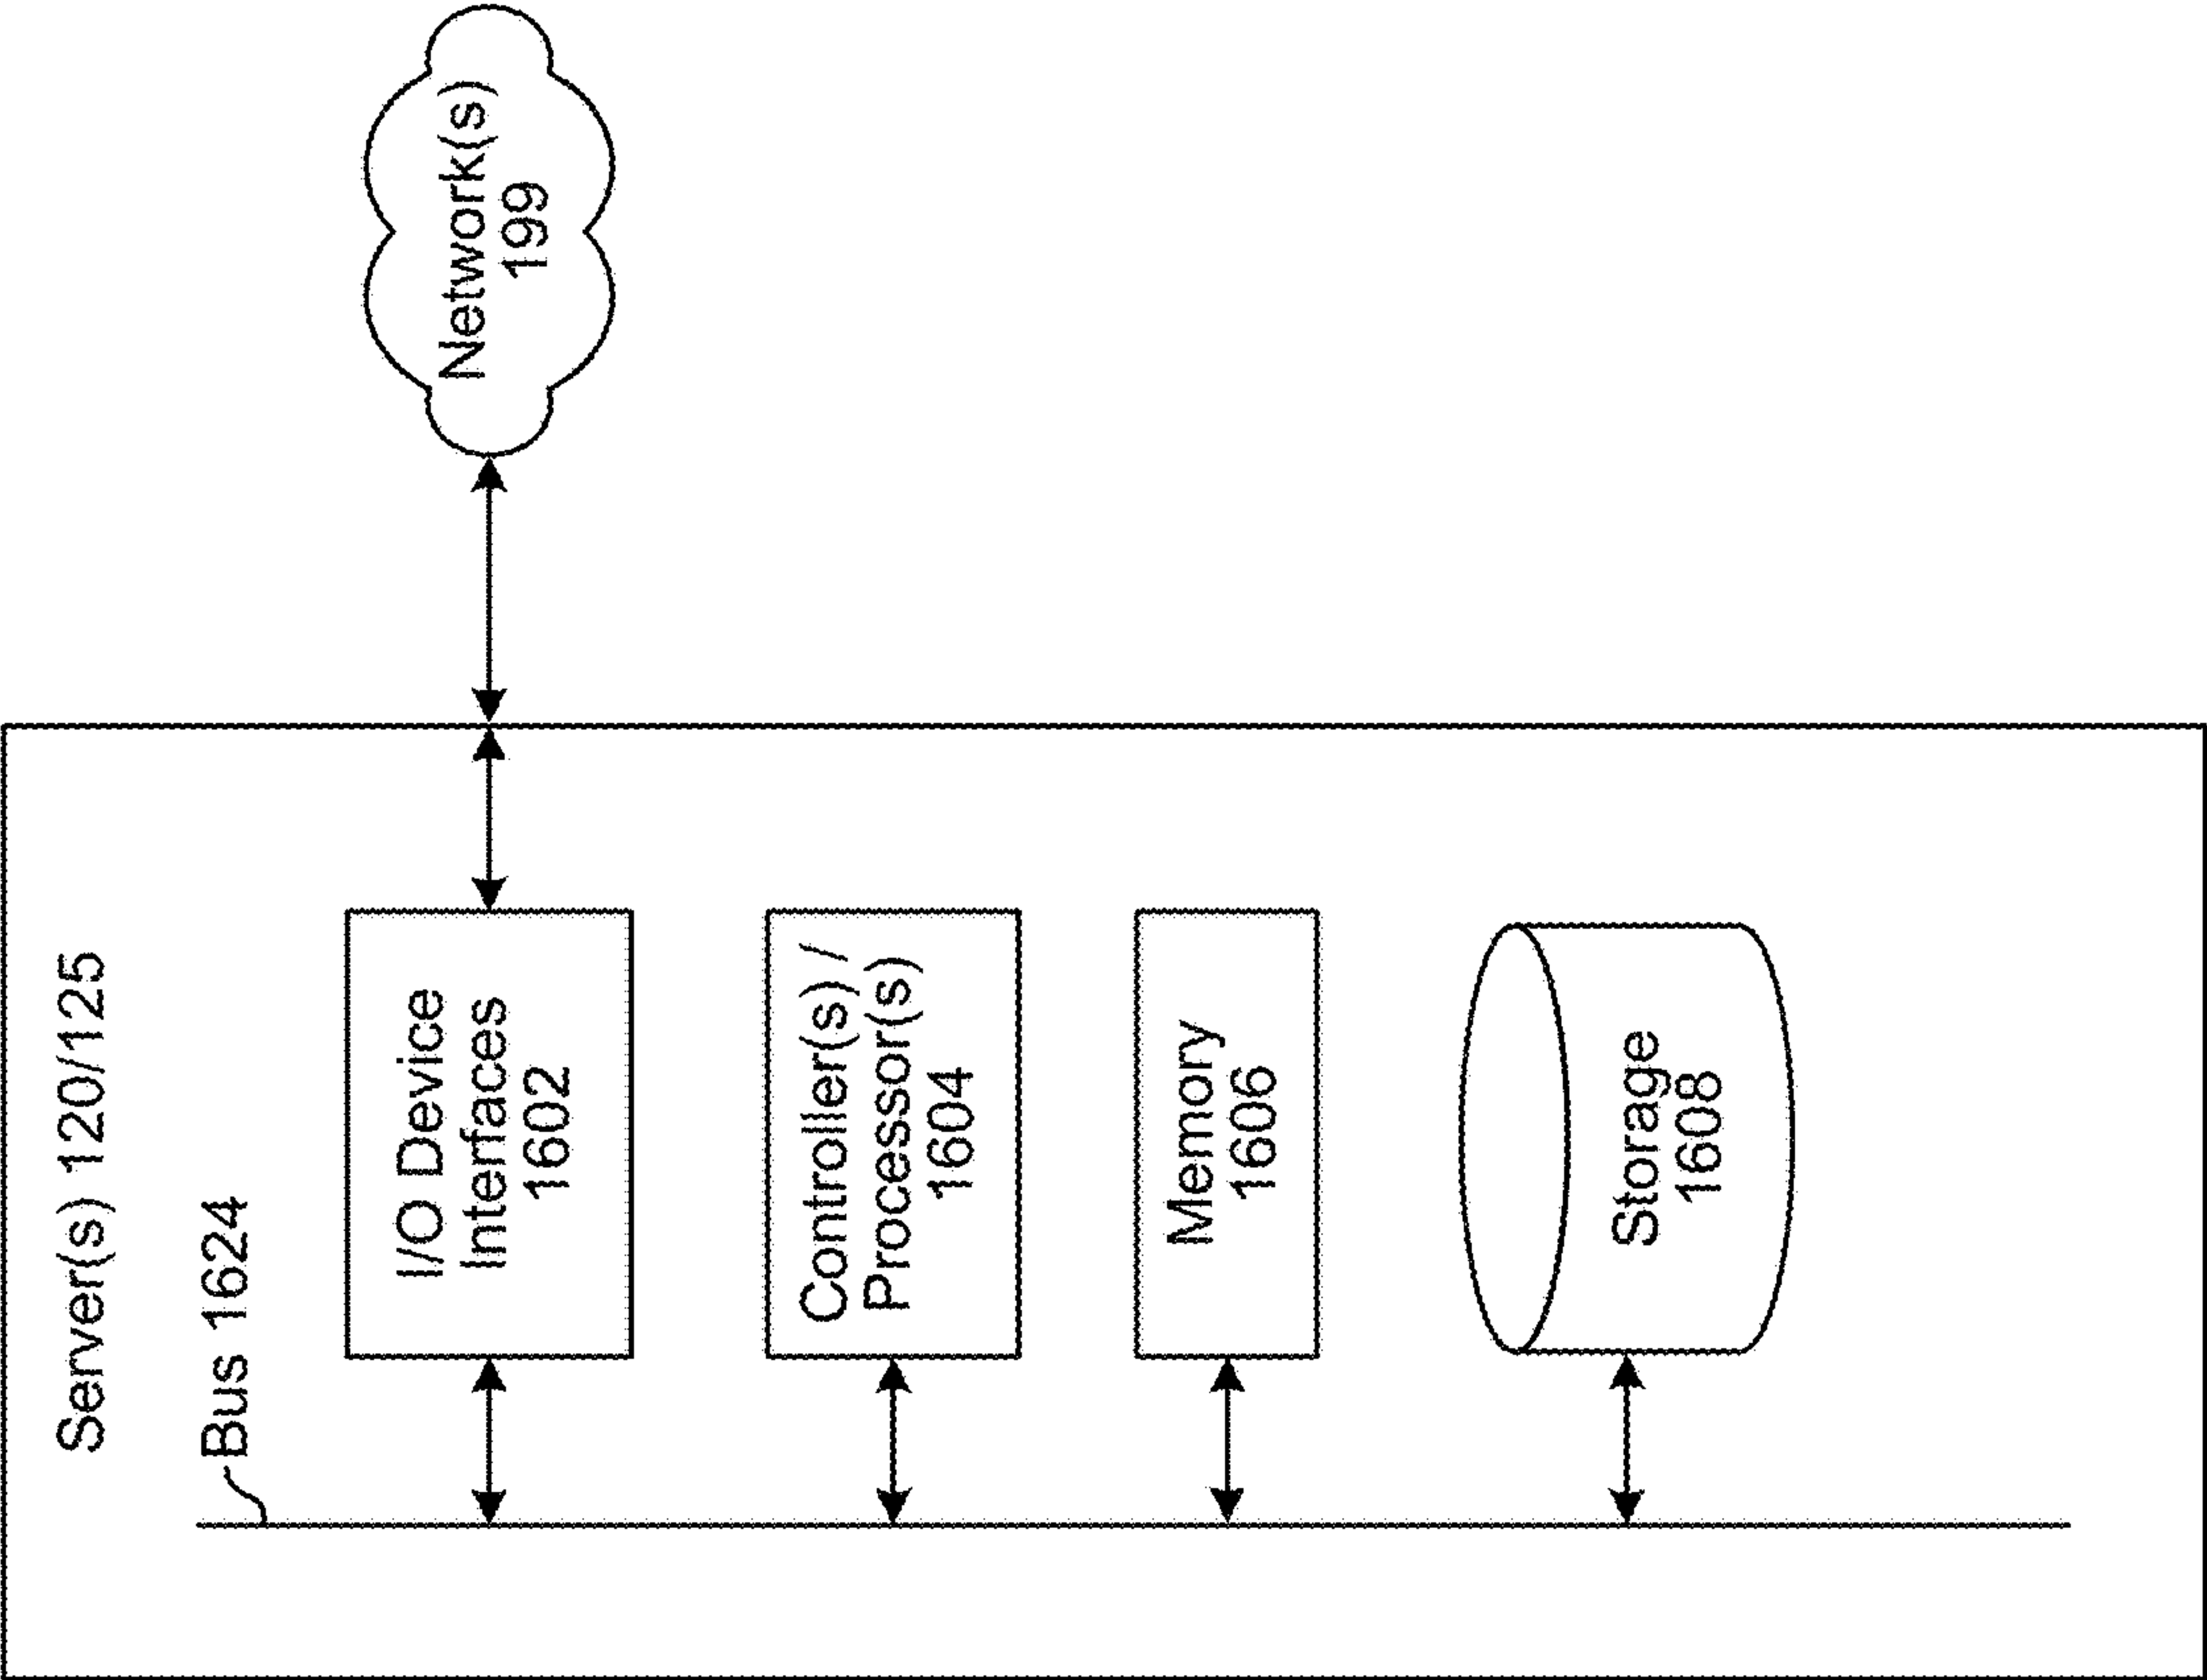 Server(s) 120/125
Bus 1624
I/O Device
Interfaces
1602
Network(s)
199
Controller(s) /
Processor(s)
1604
Memory
1606
Storage
1608